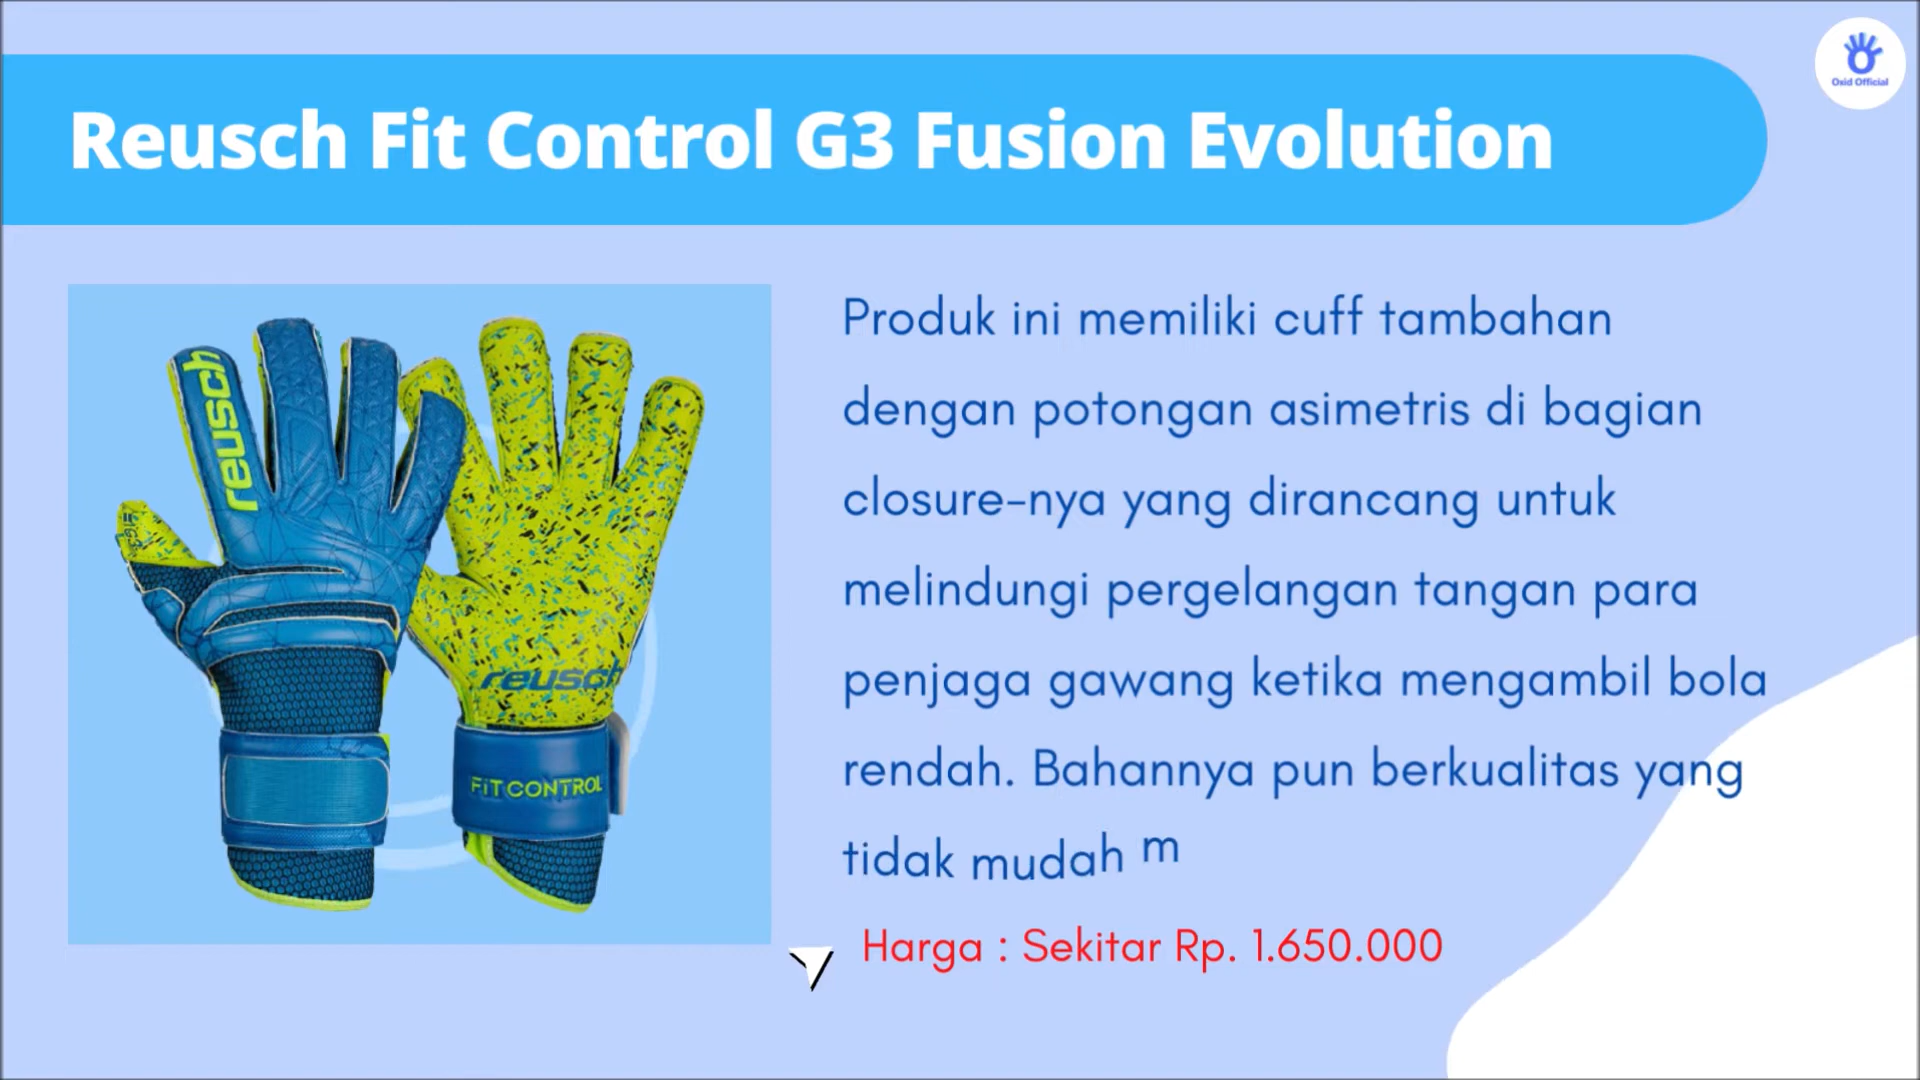 Oxid Official
Reusch Fit Control G3 Fusion Evolution
reusch
reusch
FIT CONTROL
Produk ini memiliki cuff tambahan
dengan potongan asimetris di bagian
closure-nya yang dirancang untuk
melindungi pergelangan tangan para
penjaga gawang ketika mengambil bola
rendah. Bahannya pun berkualitas yang
tidak mudah m
Harga : Sekitar Rp. 1.650.000